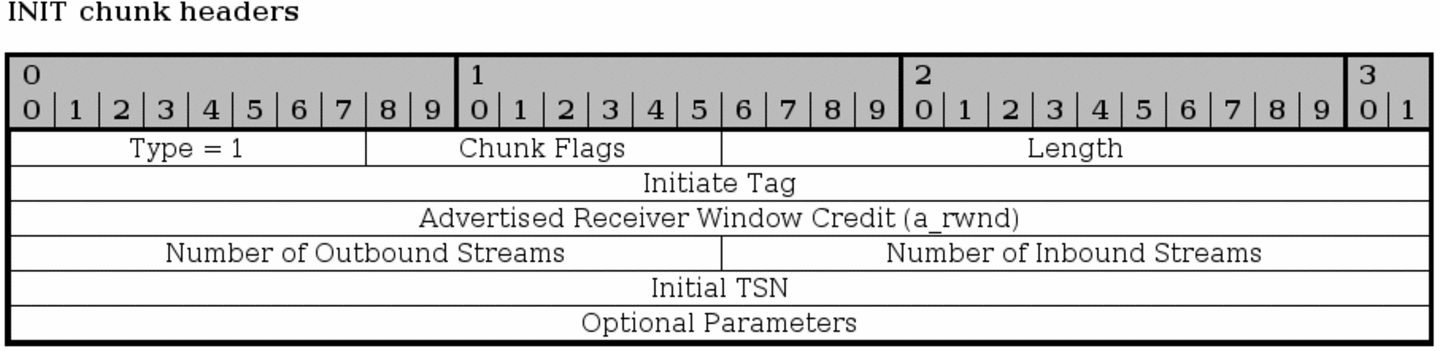 INIT chunk headers
0 1 2 3
0 1 2 3 4 5 6 7 8 9 0 1 2 3 4 5 6 7 8 9 0 1 2 3 4 5 6 7 8 9 0 1
Type = 1 Chunk Flags Length
Initiate Tag
Advertised Receiver Window Credit (a_rwnd)
Number of Outbound Streams Number of Inbound Streams
Initial TSN
Optional Parameters